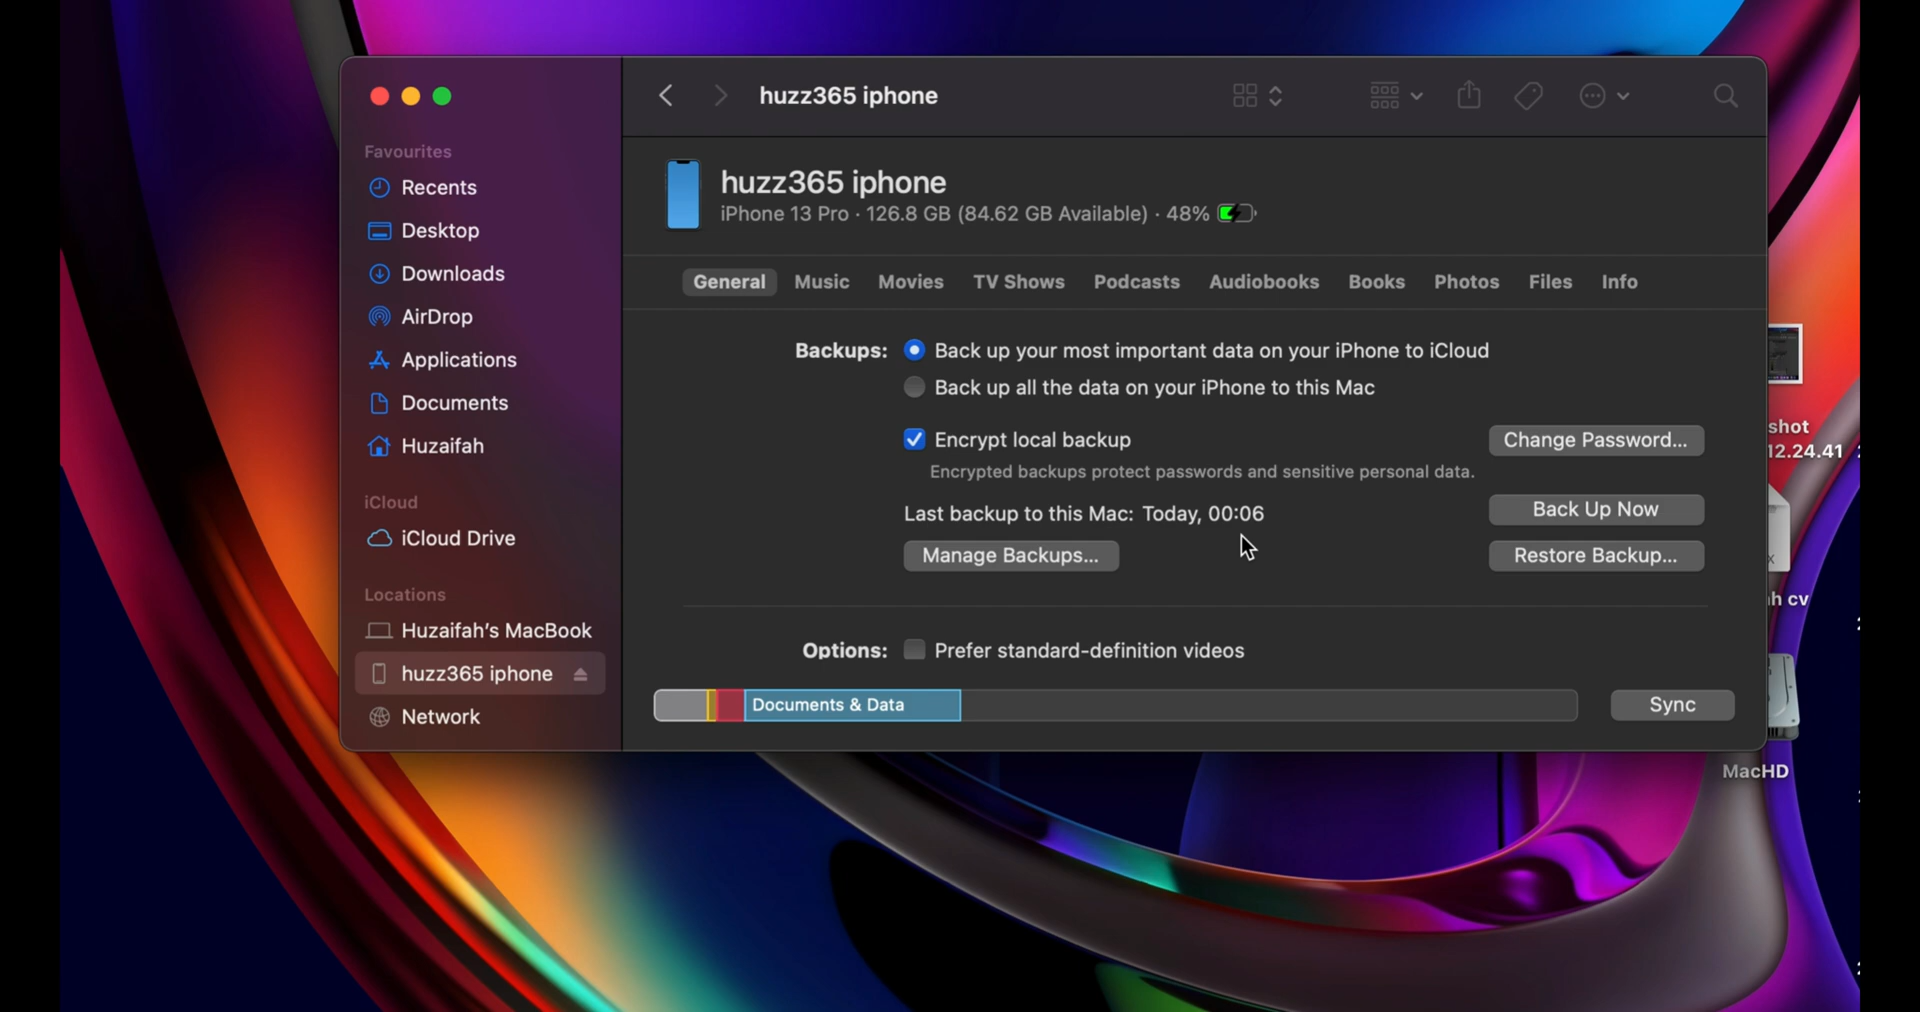 huzz365 iphone
Favourites
Recents
Desktop
Downloads
AirDrop
Applications
Documents
Huzaifah
iCloud
iCloud Drive
Locations
Huzaifah's MacBook
huzz365 iphone
Network
huzz365 iphone
iPhone 13 Pro · 126.8 GB (84.62 GB Available) · 48%
General Music Movies TV Shows Podcasts Audiobooks Books Photos Files Info
Backups: Back up your most important data on your iPhone to iCloud
Back up all the data on your iPhone to this Mac
Encrypt local backup Change Password...
Encrypted backups protect passwords and sensitive personal data.
Last backup to this Mac: Today, 00:06 Back Up Now
Manage Backups... Restore Backup...
Options: Prefer standard-definition videos
Documents & Data Sync
shot
12.24.41
cv
MacHD